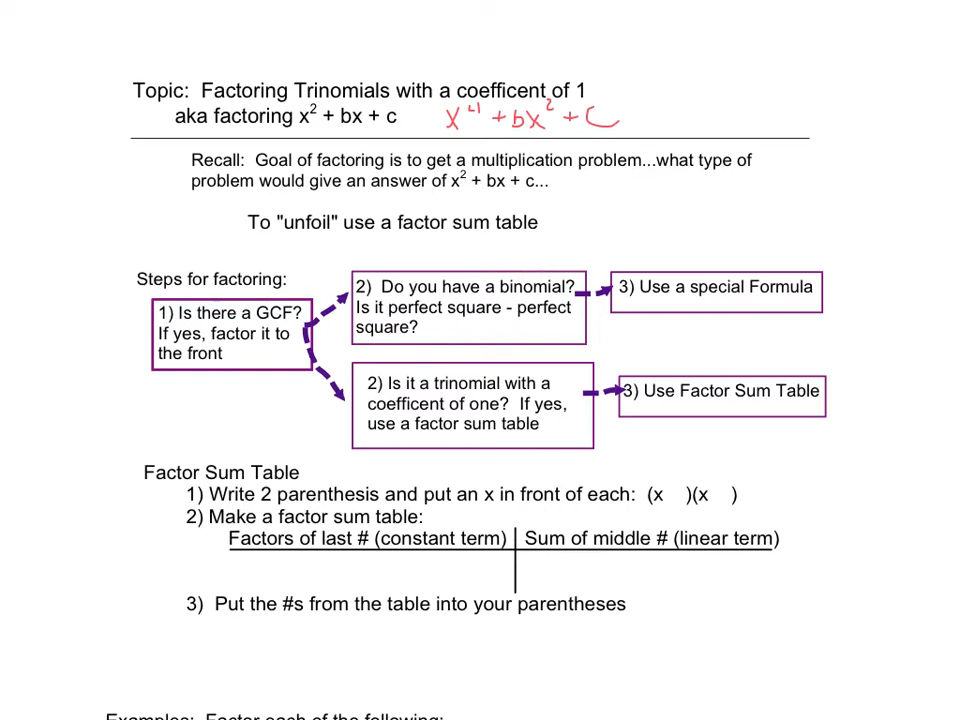 Topic:  Factoring Trinomials with a coefficent of 1
aka factoring x² + bx + c
x⁴ + bx² + c
Recall:  Goal of factoring is to get a multiplication problem...what type of
problem would give an answer of x² + bx + c...
To "unfoil" use a factor sum table
Steps for factoring:
1) Is there a GCF?
If yes, factor it to
the front
2)  Do you have a binomial?
Is it perfect square - perfect
square?
3) Use a special Formula
2) Is it a trinomial with a
coefficent of one?  If yes,
use a factor sum table
3) Use Factor Sum Table
Factor Sum Table
1) Write 2 parenthesis and put an x in front of each:  (x    )(x    )
2) Make a factor sum table:
Factors of last # (constant term)
Sum of middle # (linear term)
3)  Put the #s from the table into your parentheses
Examples:  Factor each of the following: